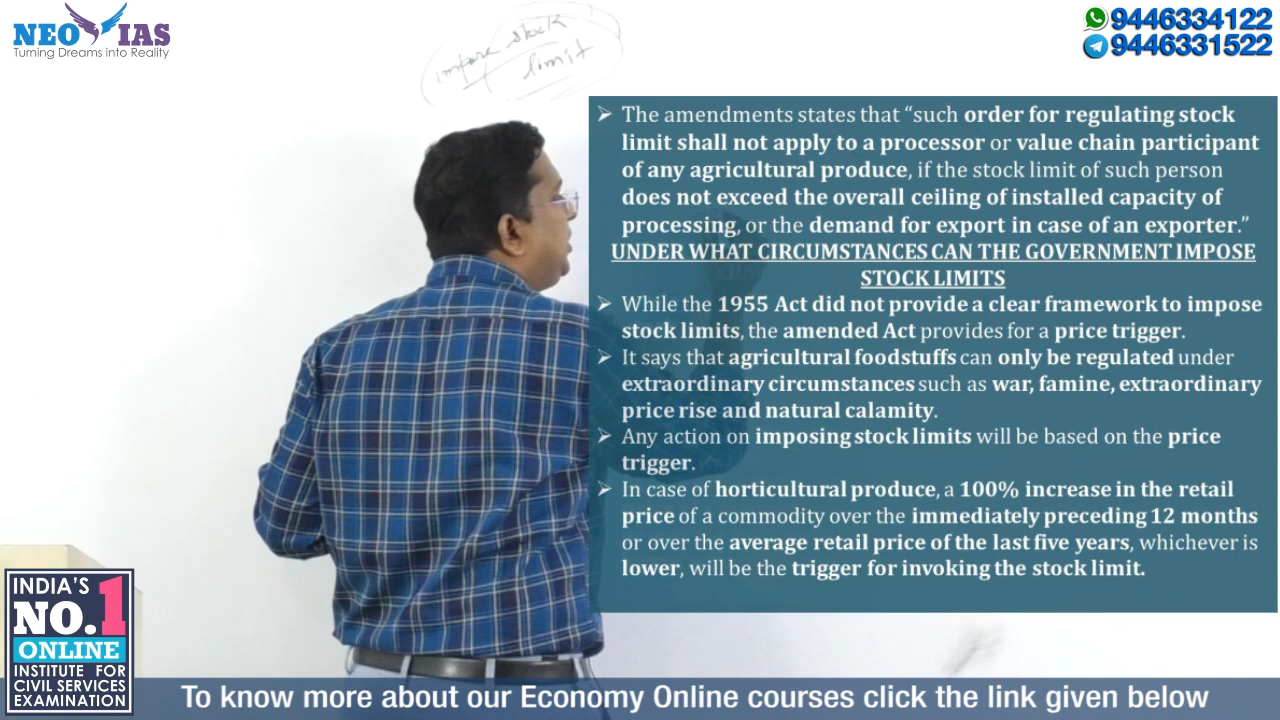 NEO IAS
Turning Dreams into Reality
9446334122
9446331522
impose stock
limit
➢ The amendments states that “such order for regulating stock
limit shall not apply to a processor or value chain participant
of any agricultural produce, if the stock limit of such person
does not exceed the overall ceiling of installed capacity of
processing, or the demand for export in case of an exporter.”
UNDER WHAT CIRCUMSTANCES CAN THE GOVERNMENT IMPOSE
STOCK LIMITS
➢ While the 1955 Act did not provide a clear framework to impose
stock limits, the amended Act provides for a price trigger.
➢ It says that agricultural foodstuffs can only be regulated under
extraordinary circumstances such as war, famine, extraordinary
price rise and natural calamity.
➢ Any action on imposing stock limits will be based on the price
trigger.
➢ In case of horticultural produce, a 100% increase in the retail
price of a commodity over the immediately preceding 12 months
or over the average retail price of the last five years, whichever is
lower, will be the trigger for invoking the stock limit.
INDIA'S
NO.1
ONLINE
INSTITUTE FOR
CIVIL SERVICES
EXAMINATION
To know more about our Economy Online courses click the link given below